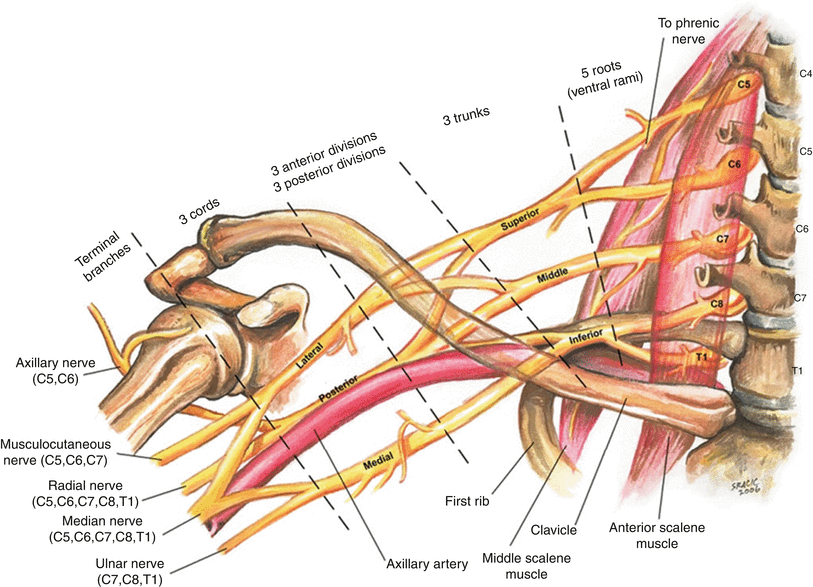 To phrenic
nerve
5 roots
(ventral rami)
3 trunks
3 anterior divisions
3 posterior divisions
3 cords
Terminal
branches
C5
C6
C7
C8
T1
C4
C5
C6
C7
T1
Superior
Middle
Inferior
Lateral
Posterior
Medial
Axillary nerve
(C5,C6)
Musculocutaneous
nerve (C5,C6,C7)
Radial nerve
(C5,C6,C7,C8,T1)
Median nerve
(C5,C6,C7,C8,T1)
Ulnar nerve
(C7,C8,T1)
Axillary artery
First rib
Middle scalene
muscle
Clavicle
Anterior scalene
muscle
2006